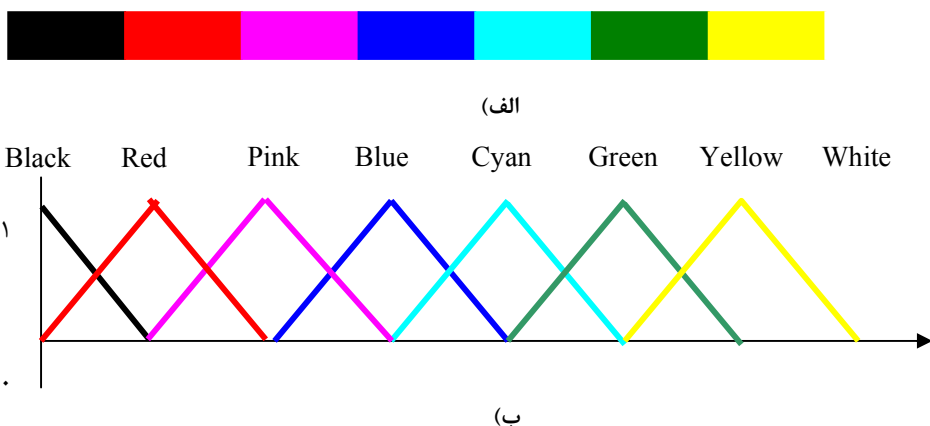 الف)
Black Red Pink Blue Cyan Green Yellow White
۱
۰
ب)